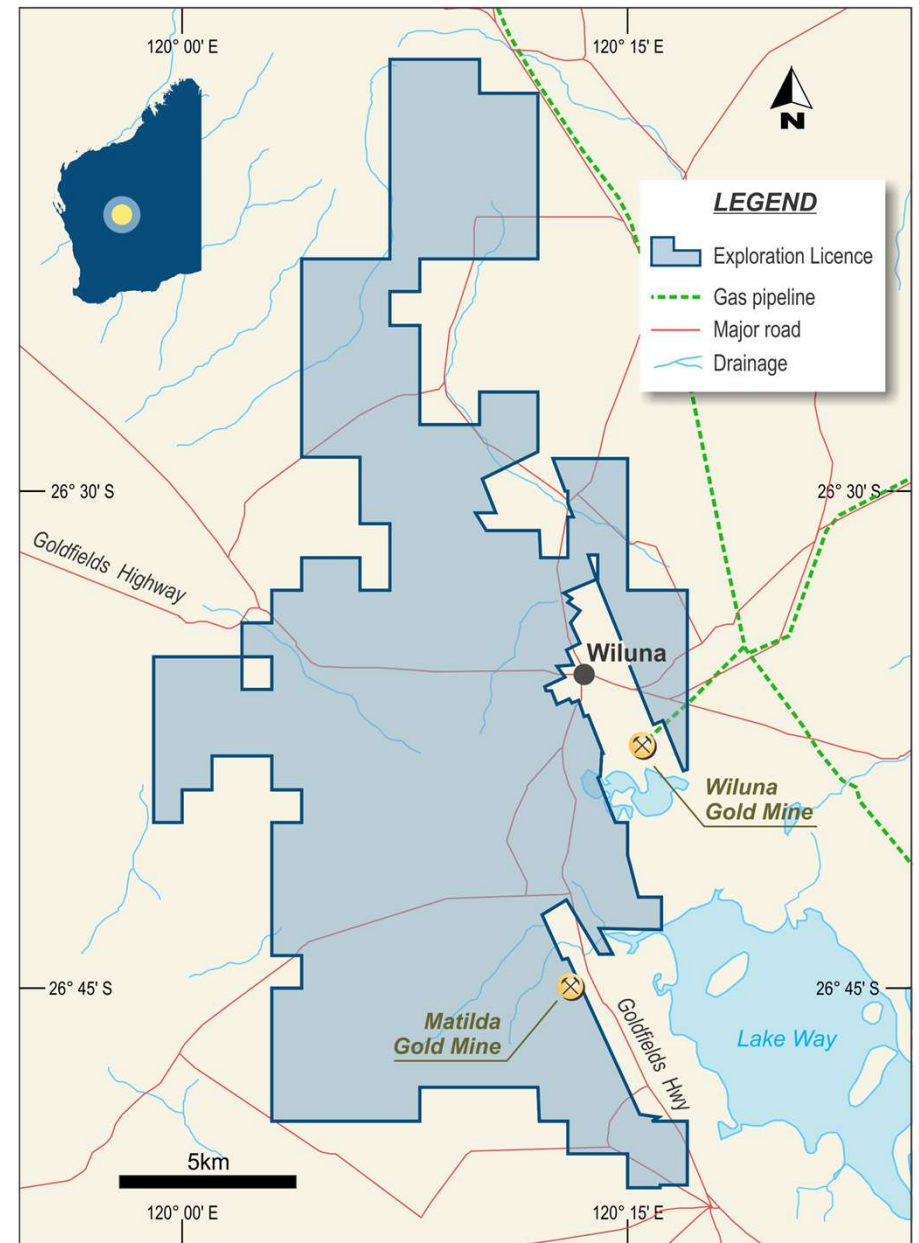 120° 00' E
120° 15' E
N
LEGEND
Exploration Licence
Gas pipeline
Major road
Drainage
26° 30' S
26° 30' S
Goldfields Highway
Wiluna
Wiluna
Gold Mine
26° 45' S
26° 45' S
Matilda
Gold Mine
Goldfields Hwy
Lake Way
5km
120° 00' E
120° 15' E